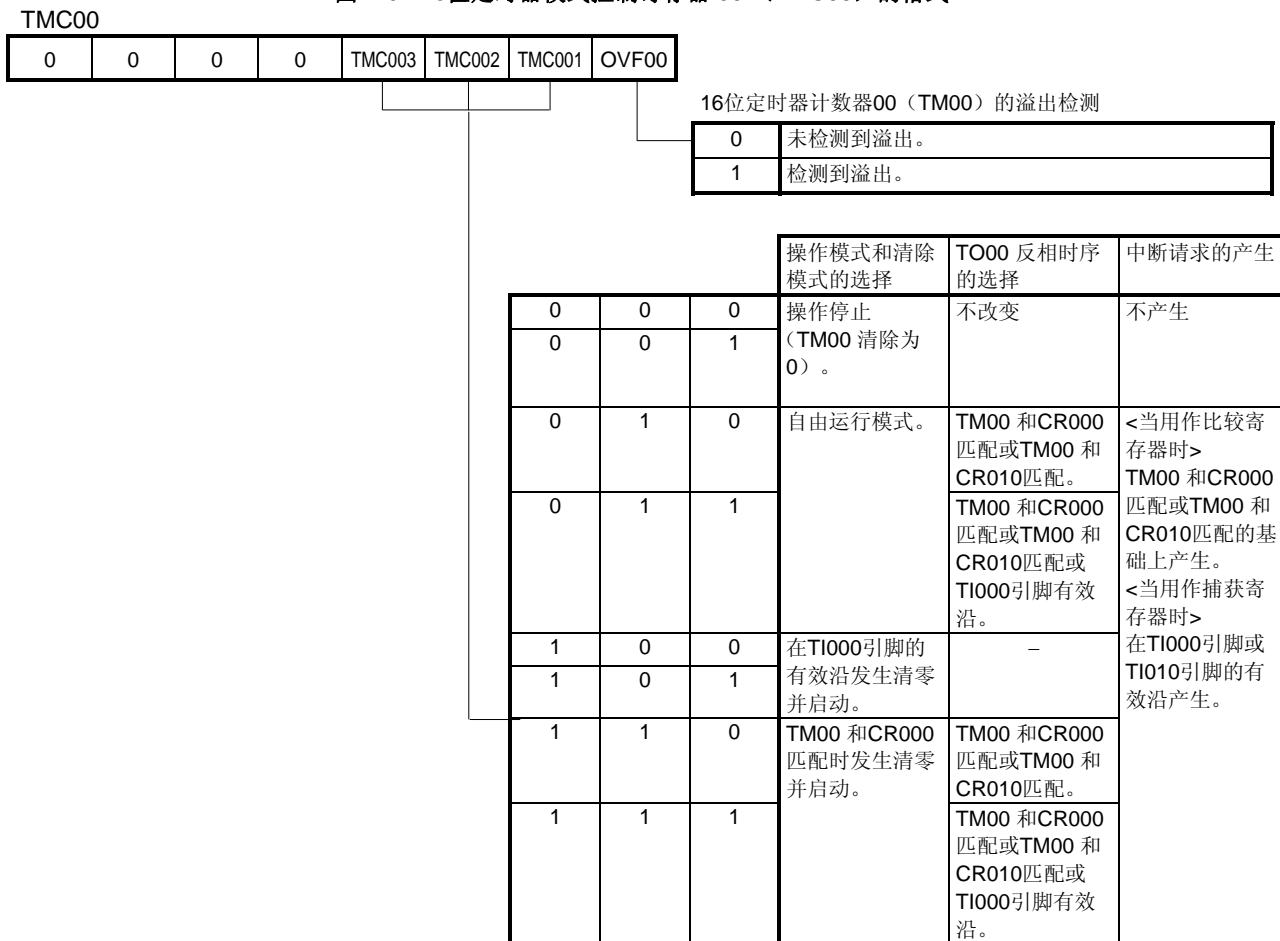 TMC00
0 0 0 0 TMC003 TMC002 TMC001 OVF00
16位定时器计数器00（TM00）的溢出检测
0 未检测到溢出。
1 检测到溢出。
操作模式和清除
模式的选择
TO00 反相时序
的选择
中断请求的产生
0 0 0
0 0 1
操作停止
（TM00 清除为
0）。
不改变
不产生
0 1 0
自由运行模式。
TM00 和CR000
匹配或TM00 和
CR010匹配。
<当用作比较寄
存器时>
TM00 和CR000
匹配或TM00 和
CR010匹配的基
础上产生。
<当用作捕获寄
存器时>
在TI000引脚或
TI010引脚的有
效沿产生。
0 1 1
TM00 和CR000
匹配或TM00 和
CR010匹配或
TI000引脚有效
沿。
1 0 0
1 0 1
在TI000引脚的
有效沿发生清零
并启动。
–
1 1 0
TM00 和CR000
匹配时发生清零
并启动。
TM00 和CR000
匹配或TM00 和
CR010匹配。
1 1 1
TM00 和CR000
匹配或TM00 和
CR010匹配或
TI000引脚有效
沿。